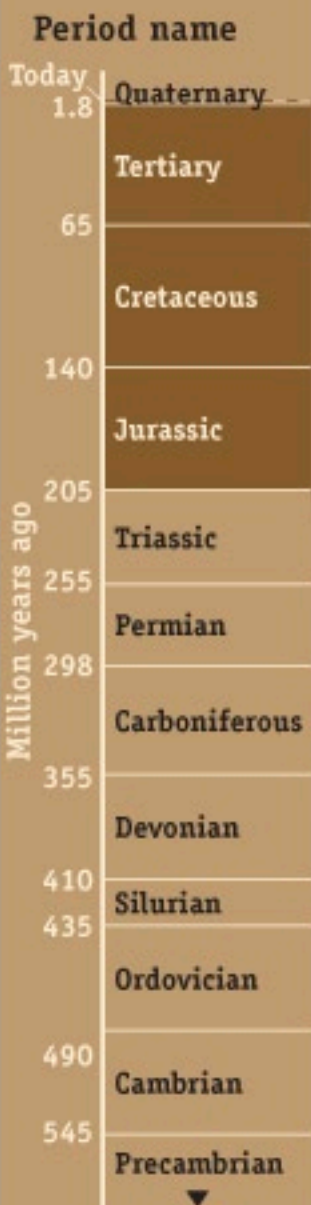 Period name
Today
Quaternary
1.8
Tertiary
65
Cretaceous
140
Jurassic
205
Triassic
255
Permian
298
Carboniferous
355
Devonian
410
Silurian
435
Ordovician
490
Cambrian
545
Precambrian
Million years ago